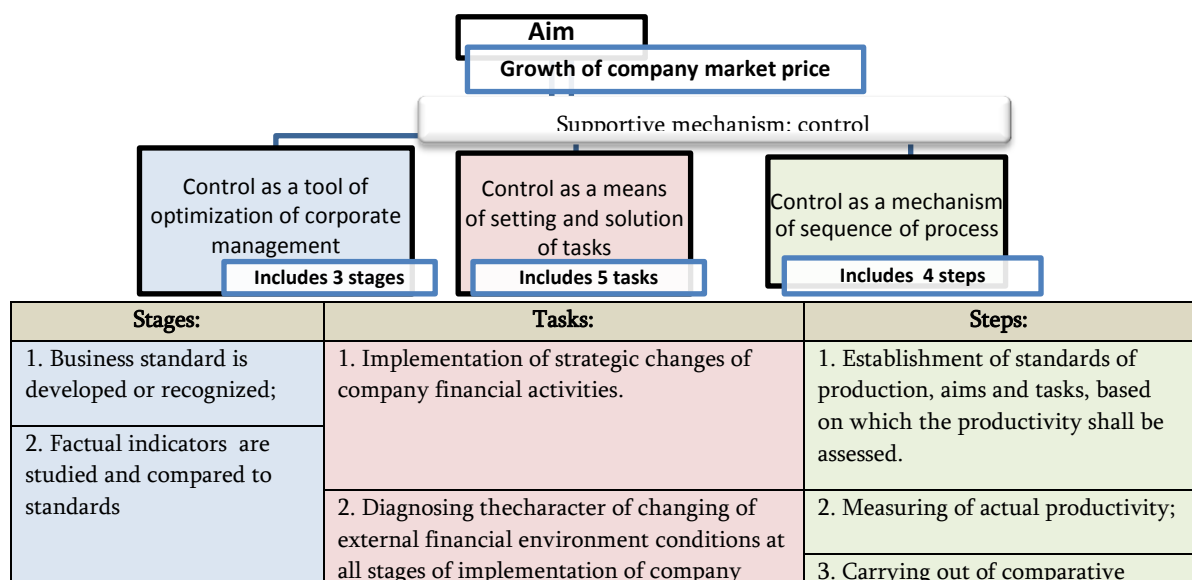 Aim
Growth of company market price
Supportive mechanism: control
Control as a tool of
optimization of corporate
management
Includes 3 stages
Control as a means
of setting and solution
of tasks
Includes 5 tasks
Control as a mechanism
of sequence of process
Includes 4 steps
Stages:
Tasks:
Steps:
1. Business standard is
developed or recognized;
1. Implementation of strategic changes of
company financial activities.
1. Establishment of standards of
production, aims and tasks, based
on which the productivity shall be
assessed.
2. Factual indicators are
studied and compared to
standards
2. Diagnosing thecharacter of changing of
external financial environment conditions at
all stages of implementation of company
2. Measuring of actual productivity;
3. Carrying out of comparative